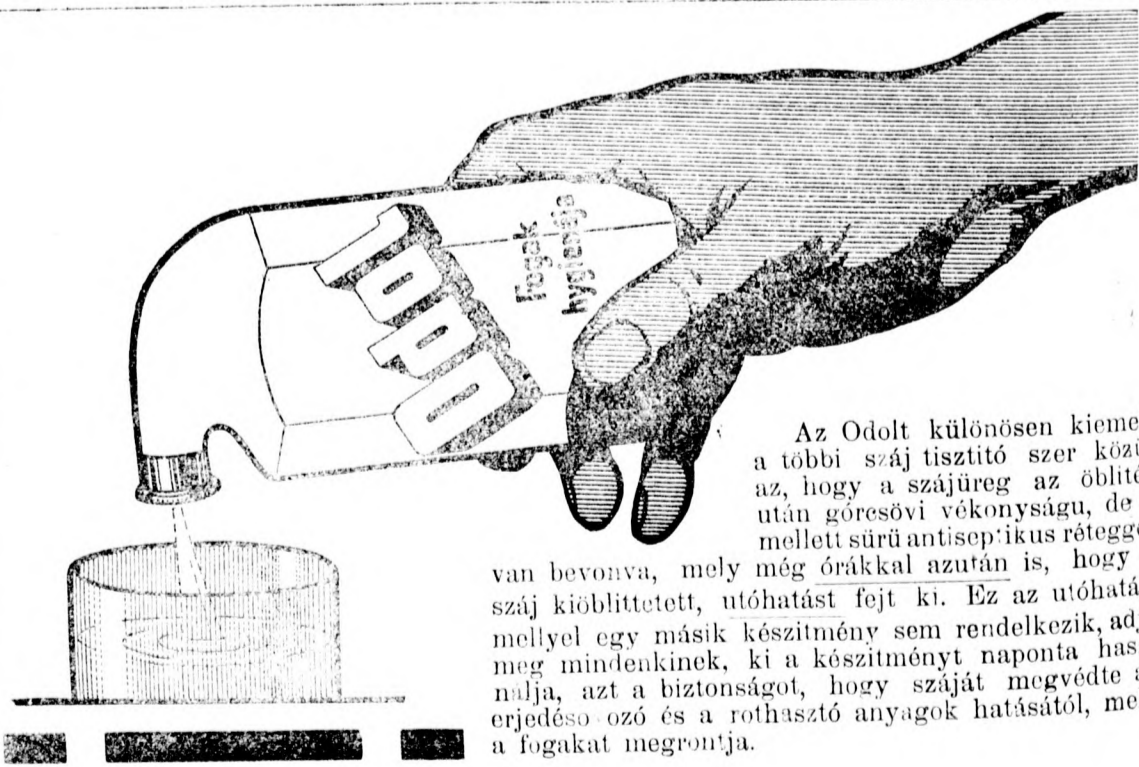 Odol
Fogak
hygienája
Az Odolt különösen kieme
a többi száj tisztitó szer közü
az, hogy a szájüreg az öblité
után górcsövi vékonyságu, de
mellett sürü antiseptikus réteggel
van bevonva, mely még órákkal azután is, hogy
száj kiöblittetett, utóhatást fejt ki. Ez az utóhatá
mellyel egy másik készitmény sem rendelkezik, ad
meg mindenkinek, ki a készitményt naponta has
nálja, azt a biztonságot, hogy száját megvédte a
erjedéso ozó és a rothasztó anyagok hatásától, me
a fogakat megrontja.